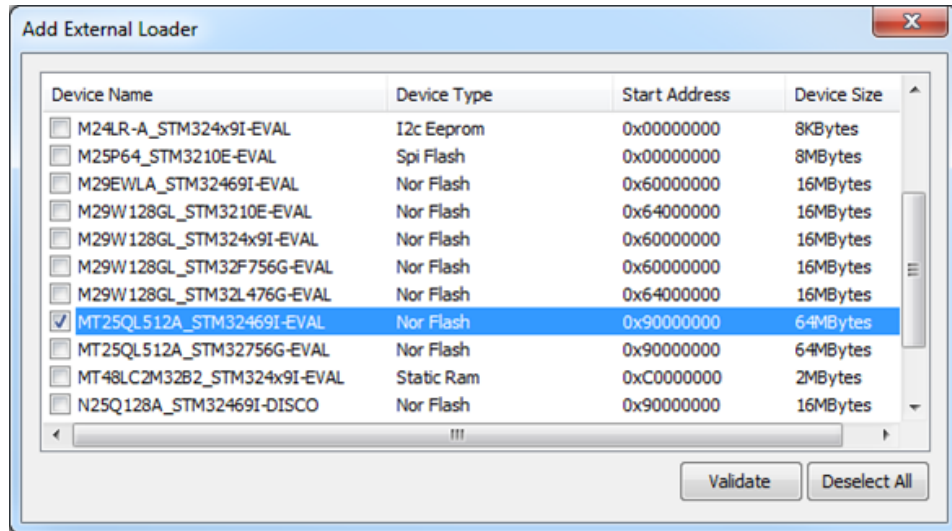 Add External Loader
Device Name Device Type Start Address Device Size
M24LR-A_STM324x9I-EVAL I2c Eeprom 0x00000000 8KBytes
M25P64_STM3210E-EVAL Spi Flash 0x00000000 8MBytes
M29EWLA_STM32469I-EVAL Nor Flash 0x60000000 16MBytes
M29W128GL_STM3210E-EVAL Nor Flash 0x64000000 16MBytes
M29W128GL_STM324x9I-EVAL Nor Flash 0x60000000 16MBytes
M29W128GL_STM32F756G-EVAL Nor Flash 0x60000000 16MBytes
M29W128GL_STM32L476G-EVAL Nor Flash 0x64000000 16MBytes
MT25QL512A_STM32469I-EVAL Nor Flash 0x90000000 64MBytes
MT25QL512A_STM32756G-EVAL Nor Flash 0x90000000 64MBytes
MT48LC2M32B2_STM324x9I-EVAL Static Ram 0xC0000000 2MBytes
N25Q128A_STM32469I-DISCO Nor Flash 0x90000000 16MBytes
Validate Deselect All